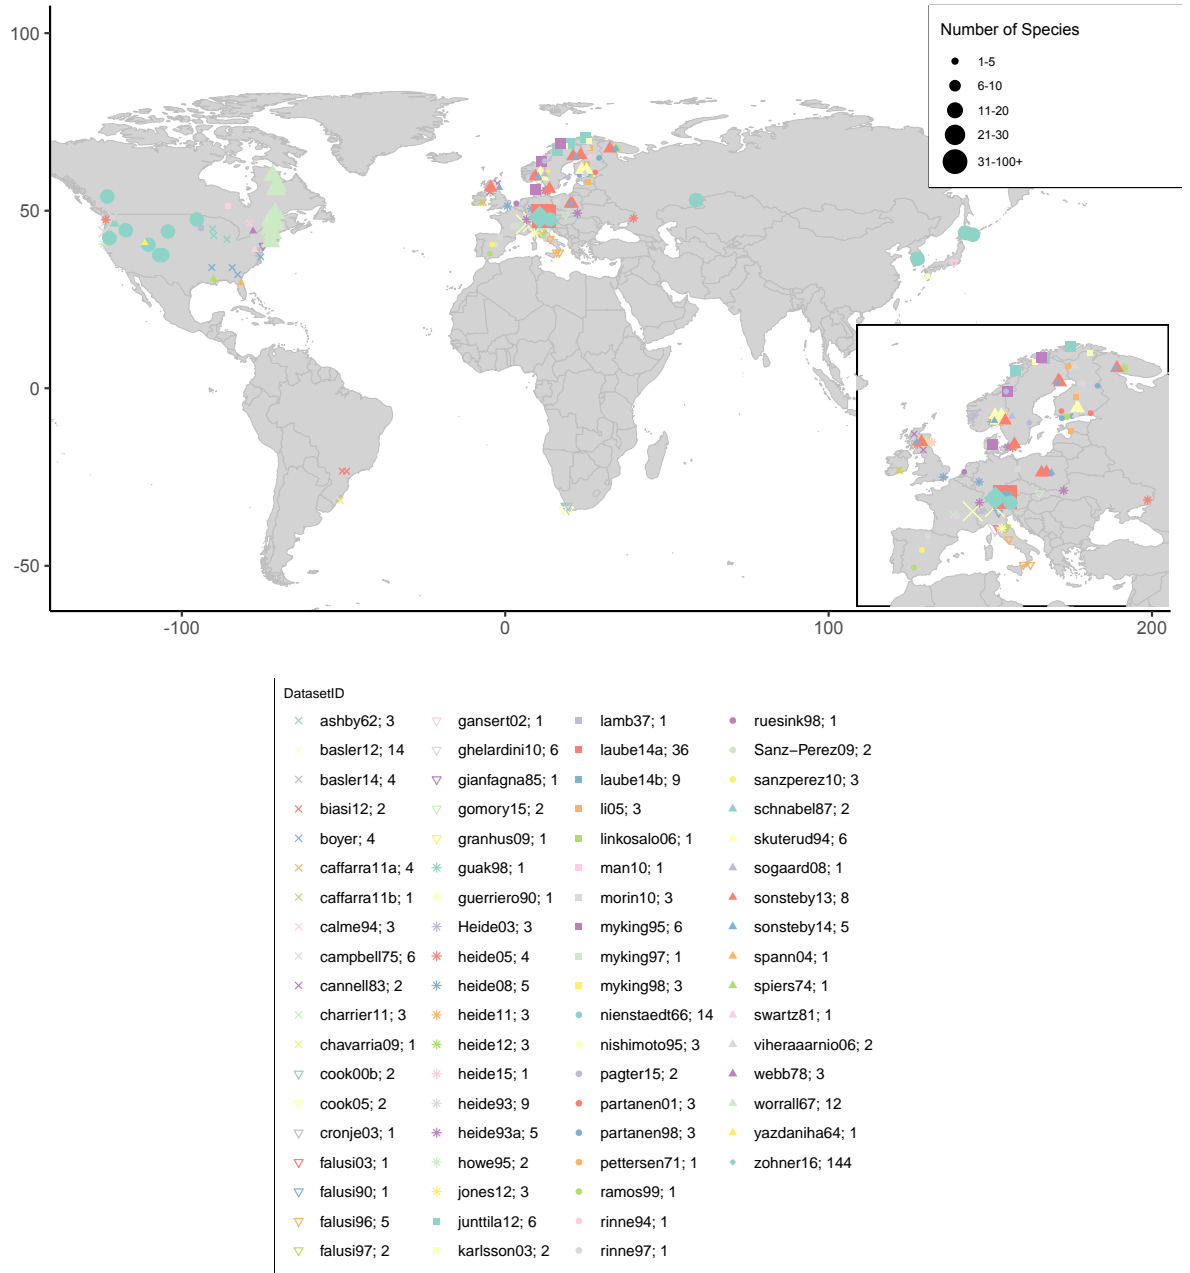 100
50
0
-50
-100
0
100
200
Number of Species
1-5
6-10
11-20
21-30
31-100+
DatasetID
ashby62; 3
basler12; 14
basler14; 4
biasi12; 2
boyer; 4
caffarra11a; 4
caffarra11b; 1
calme94; 3
campbell75; 6
cannell83; 2
charrier11; 3
chavarria09; 1
cook00b; 2
cook05; 2
cronje03; 1
falusi03; 1
falusi90; 1
falusi96; 5
falusi97; 2
gansert02; 1
ghelardini10; 6
gianfagna85; 1
gomory15; 2
granhus09; 1
guak98; 1
guerriero90; 1
Heide03; 3
heide05; 4
heide08; 5
heide11; 3
heide12; 3
heide15; 1
heide93; 9
heide93a; 5
howe95; 2
jones12; 3
junttila12; 6
karlsson03; 2
lamb37; 1
laube14a; 36
laube14b; 9
li05; 3
linkosalo06; 1
man10; 1
morin10; 3
myking95; 6
myking97; 1
myking98; 3
nienstaedt66; 14
nishimoto95; 3
pagter15; 2
partanen01; 3
partanen98; 3
pettersen71; 1
ramos99; 1
rinne94; 1
rinne97; 1
ruesink98; 1
Sanz−Perez09; 2
sanzperez10; 3
schnabel87; 2
skuterud94; 6
sogaard08; 1
sonsteby13; 8
sonsteby14; 5
spann04; 1
spiers74; 1
swartz81; 1
viheraaarnio06; 2
webb78; 3
worrall67; 12
yazdaniha64; 1
zohner16; 144